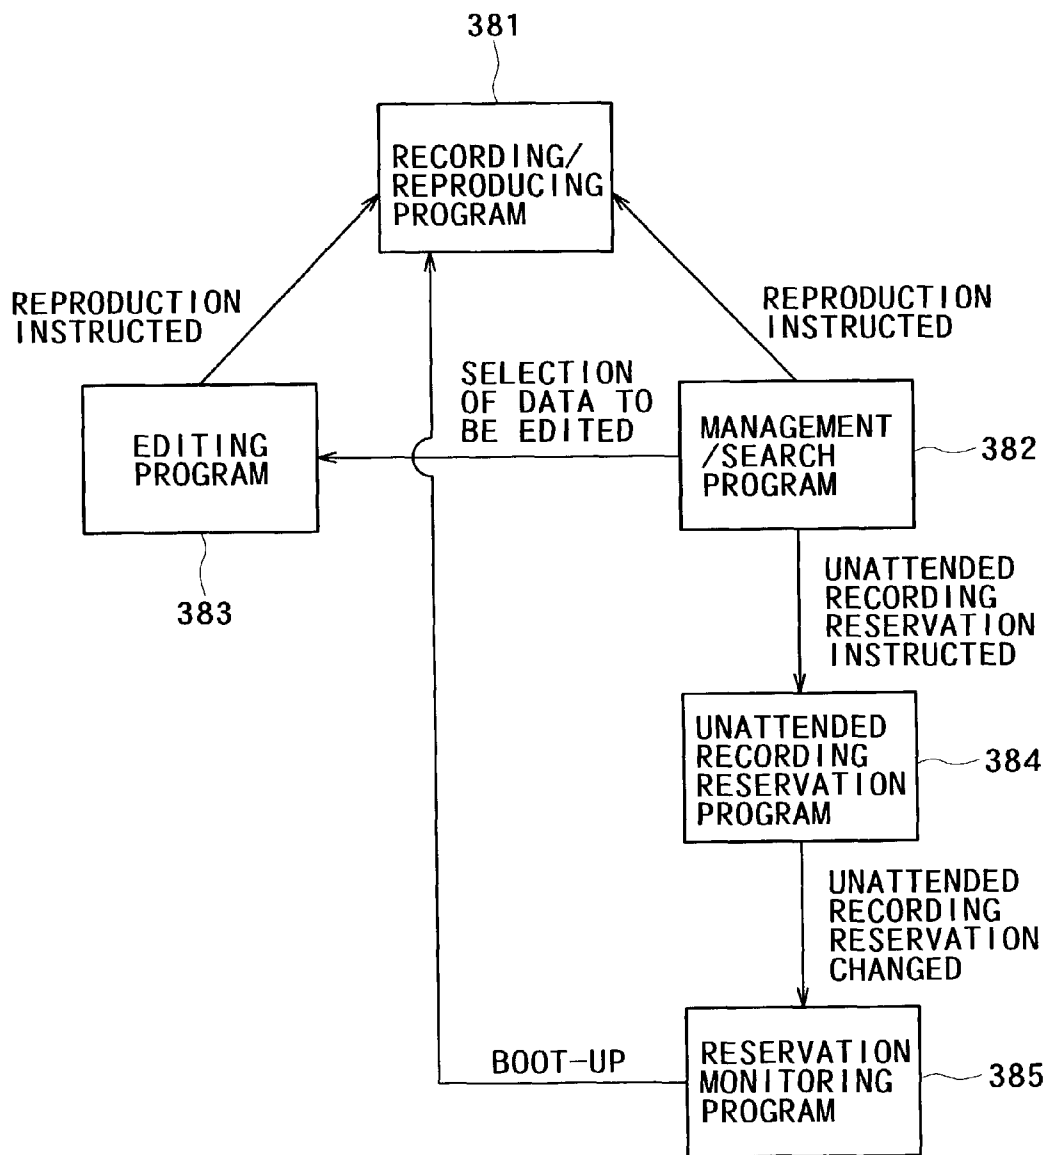 381
RECORDING/
REPRODUCING
PROGRAM
REPRODUCTION
INSTRUCTED
REPRODUCTION
INSTRUCTED
SELECTION
OF DATA TO
BE EDITED
EDITING
PROGRAM
383
MANAGEMENT
/SEARCH
PROGRAM
382
UNATTENDED
RECORDING
RESERVATION
INSTRUCTED
UNATTENDED
RECORDING
RESERVATION
PROGRAM
384
UNATTENDED
RECORDING
RESERVATION
CHANGED
BOOT-UP
RESERVATION
MONITORING
PROGRAM
385